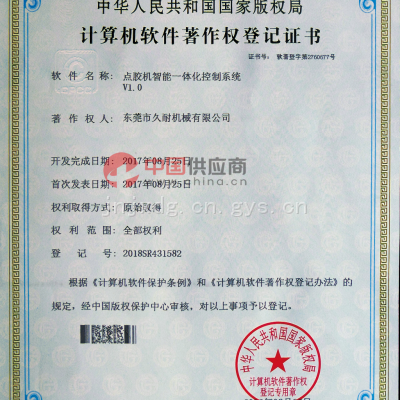 中华人民共和国国家版权局
计算机软件著作权登记证书
证书号： 软著登字第2760677号
软件名称： 点胶机智能一体化控制系统
V1.0
著作权人： 东莞市久耐机械有限公司
开发完成日期： 2017年08月25日
首次发表日期： 2017年08月25日
权利取得方式： 原始取得
权利范围： 全部权利
登记号： 2018SR431582
根据《计算机软件保护条例》和《计算机软件著作权登记办法》的
规定，经中国版权保护中心审核，对以上事项予以登记。
中国供应商
china.cn
中华人民共和国国家版权局
计算机软件著作权
登记专用章